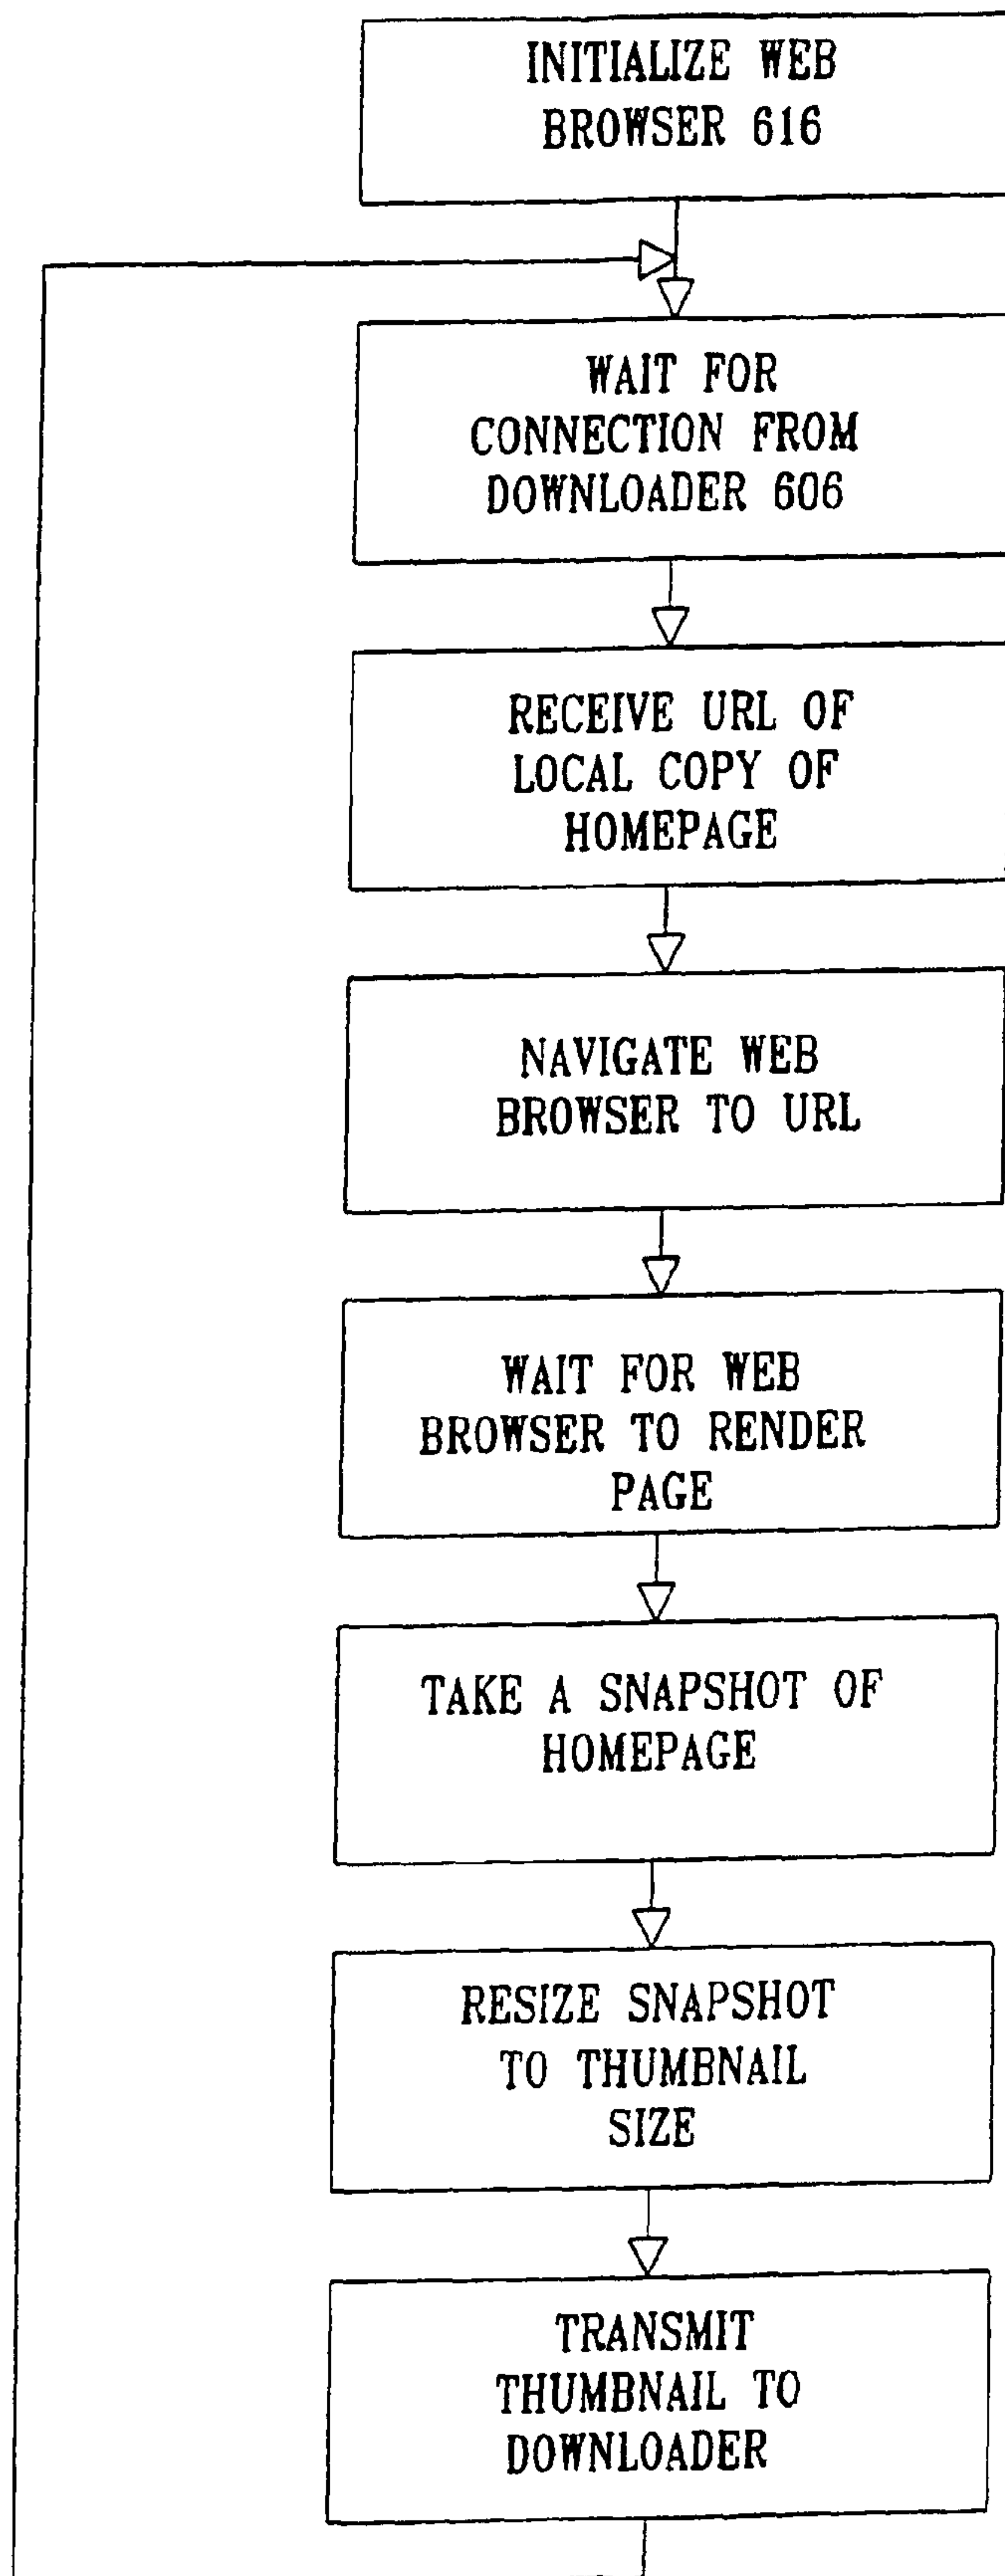 INITIALIZE WEB
BROWSER 616
WAIT FOR
CONNECTION FROM
DOWNLOADER 606
RECEIVE URL OF
LOCAL COPY OF
HOMEPAGE
NAVIGATE WEB
BROWSER TO URL
WAIT FOR WEB
BROWSER TO RENDER
PAGE
TAKE A SNAPSHOT OF
HOMEPAGE
RESIZE SNAPSHOT
TO THUMBNAIL
SIZE
TRANSMIT
THUMBNAIL TO
DOWNLOADER